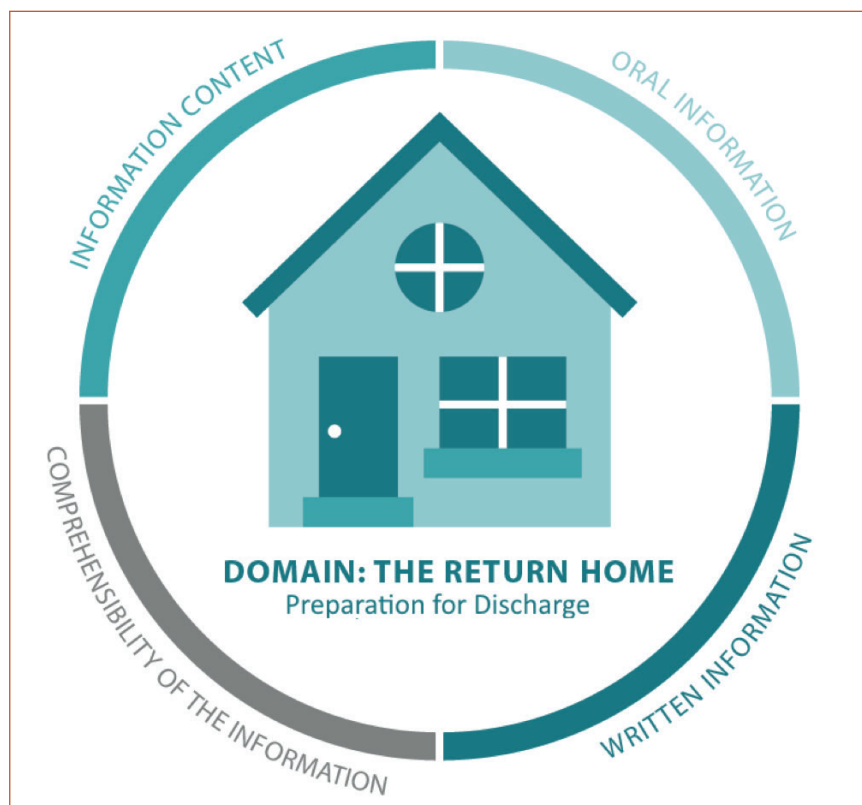 INFORMATION CONTENT
ORAL INFORMATION
DOMAIN: THE RETURN HOME
Preparation for Discharge
COMPREHENSIBILITY OF THE INFORMATION
WRITTEN INFORMATION